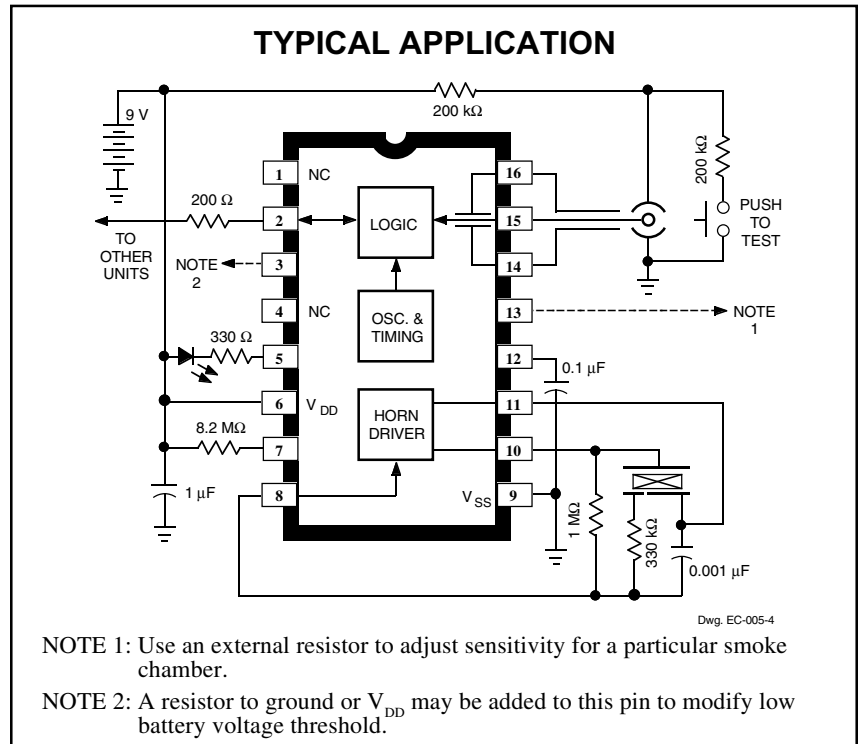 TYPICAL APPLICATION
9 V
200 kΩ
200 kΩ
PUSH
TO
TEST
1
NC
16
200 Ω
2
LOGIC
15
TO
OTHER
UNITS
NOTE
2
3
14
4
NC
OSC. &
TIMING
13
NOTE
1
330 Ω
5
12
0.1 μF
6
VDD
HORN
DRIVER
11
8.2 MΩ
7
10
1 μF
8
VSS
9
1 MΩ
330 kΩ
0.001 μF
Dwg. EC-005-4
NOTE 1: Use an external resistor to adjust sensitivity for a particular smoke
chamber.
NOTE 2: A resistor to ground or VDD may be added to this pin to modify low
battery voltage threshold.